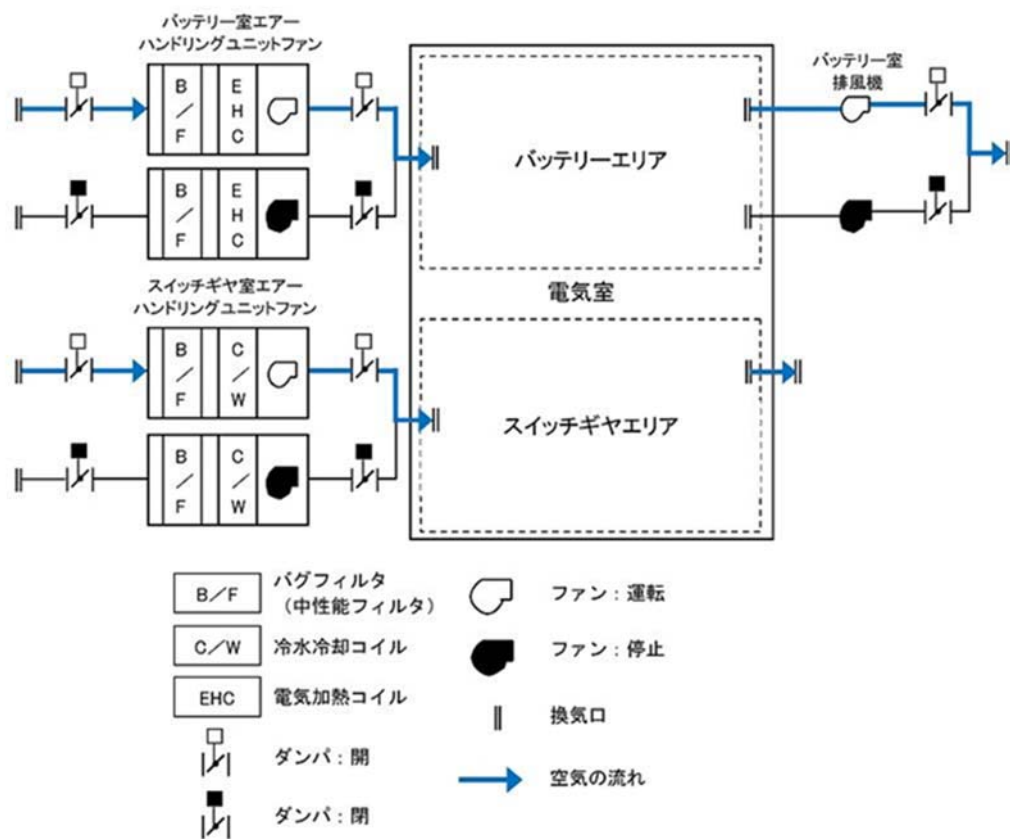 バッテリー室エアー
ハンドリングユニットファン
バッテリー室
排風機
B/F
EHC
B/F
EHC
バッテリーエリア
電気室
スイッチギヤ室エアー
ハンドリングユニットファン
B/F
C/W
B/F
C/W
スイッチギヤエリア
B/F
バグフィルタ
(中性能フィルタ)
ファン:運転
C/W
冷水冷却コイル
ファン:停止
EHC
電気加熱コイル
換気口
ダンパ:開
空気の流れ
ダンパ:閉